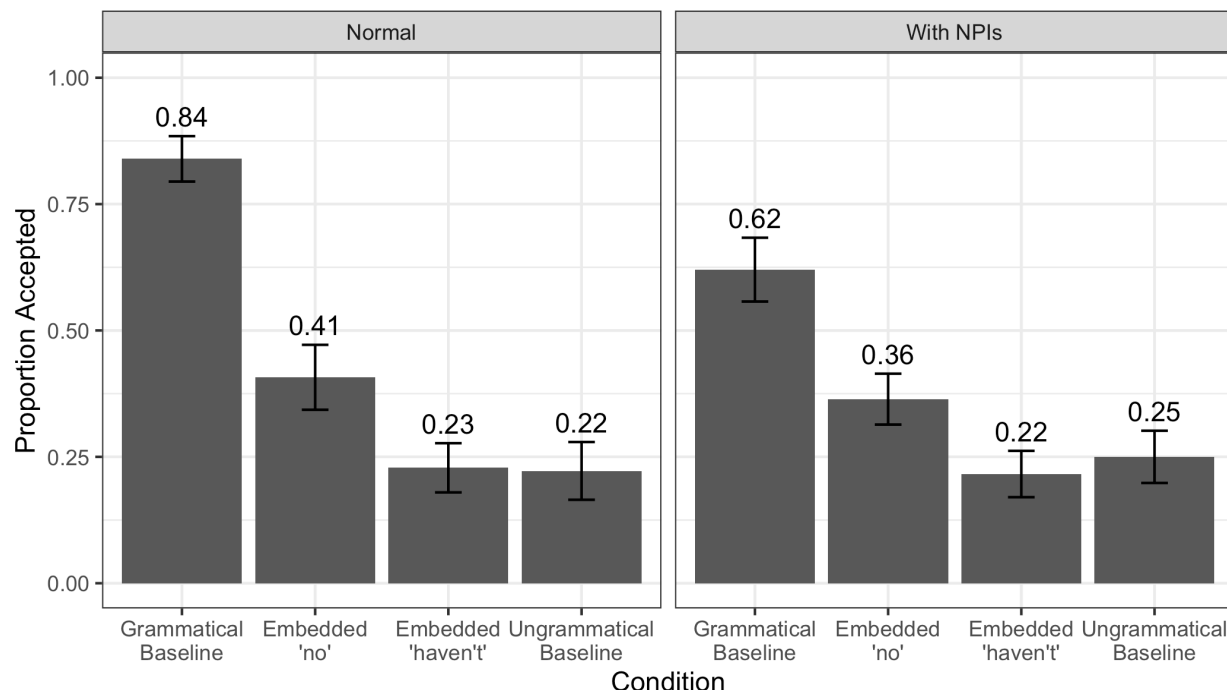 Normal
With NPIs
Proportion Accepted
1.00
0.75
0.50
0.25
0.00
0.84
0.41
0.23
0.22
0.62
0.36
0.22
0.25
Grammatical
Baseline
Embedded
'no'
Embedded
'haven't'
Ungrammatical
Baseline
Grammatical
Baseline
Embedded
'no'
Embedded
'haven't'
Ungrammatical
Baseline
Condition